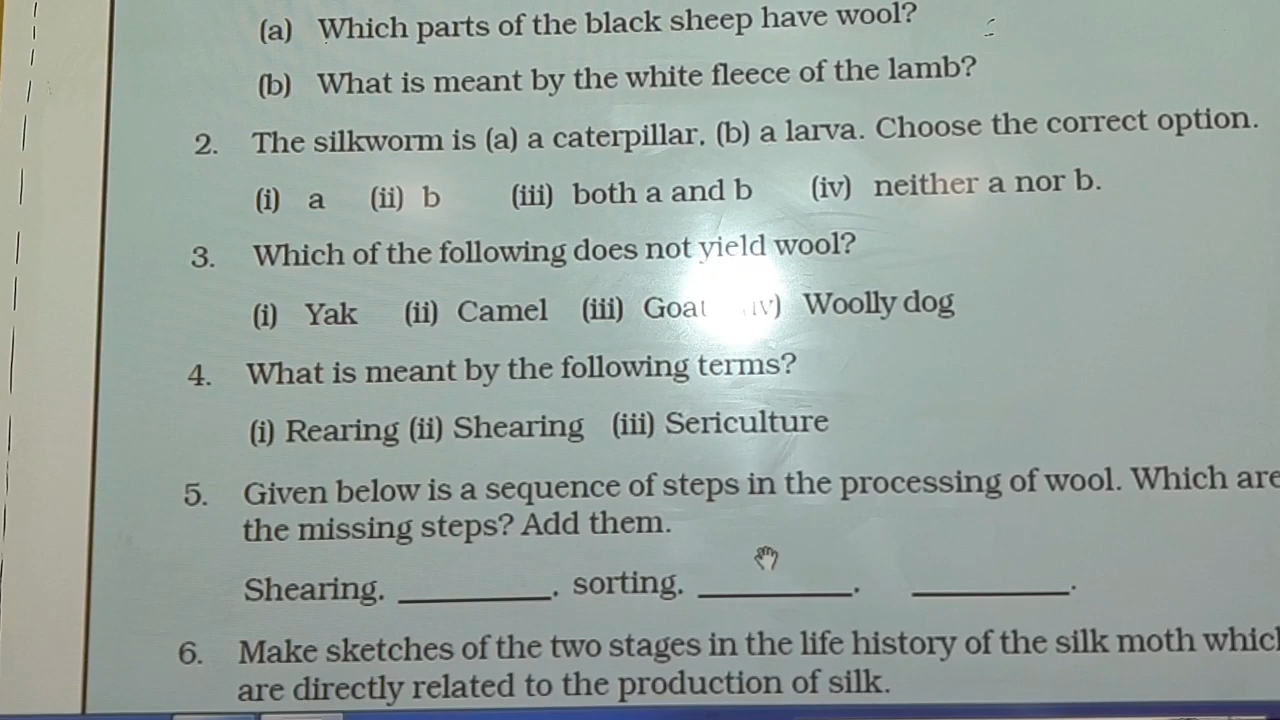 (a) Which parts of the black sheep have wool?
(b) What is meant by the white fleece of the lamb?
2. The silkworm is (a) a caterpillar, (b) a larva. Choose the correct option.
(i) a (ii) b (iii) both a and b (iv) neither a nor b.
3. Which of the following does not yield wool?
(i) Yak (ii) Camel (iii) Goat (iv) Woolly dog
4. What is meant by the following terms?
(i) Rearing (ii) Shearing (iii) Sericulture
5. Given below is a sequence of steps in the processing of wool. Which are
the missing steps? Add them.
Shearing, __________, sorting, __________, __________.
6. Make sketches of the two stages in the life history of the silk moth which
are directly related to the production of silk.